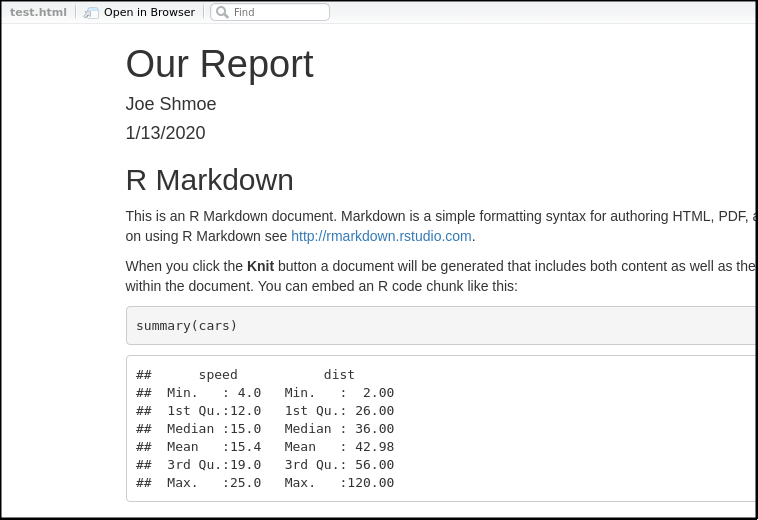 test.html Open in Browser Find
Our Report
Joe Shmoe
1/13/2020
R Markdown
This is an R Markdown document. Markdown is a simple formatting syntax for authoring HTML, PDF,
on using R Markdown see http://rmarkdown.rstudio.com.
When you click the Knit button a document will be generated that includes both content as well as the
within the document. You can embed an R code chunk like this:
summary(cars)
##      speed           dist
##  Min.   : 4.0   Min.   :  2.00
##  1st Qu.:12.0   1st Qu.: 26.00
##  Median :15.0   Median : 36.00
##  Mean   :15.4   Mean   : 42.98
##  3rd Qu.:19.0   3rd Qu.: 56.00
##  Max.   :25.0   Max.   :120.00